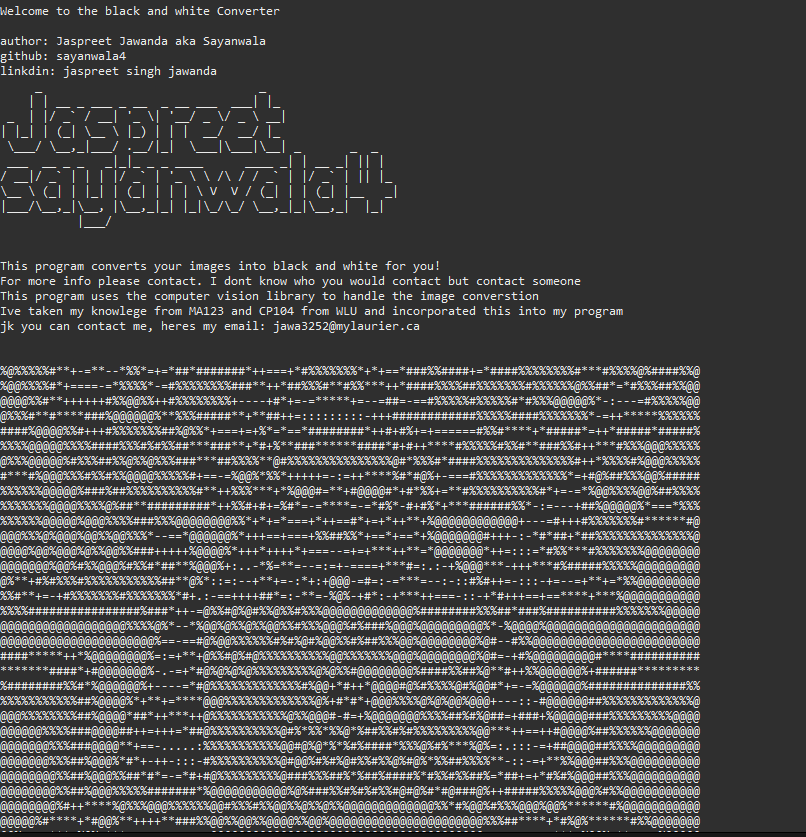 Welcome to the black and white Converter
author: Jaspreet Jawanda aka Sayanwala
github: sayanwala4
linkdin: jaspreet singh jawanda
Jaspreet
sayanwala4
This program converts your images into black and white for you!
For more info please contact. I dont know who you would contact but contact someone
This program uses the computer vision library to handle the image converstion
Ive taken my knowlege from MA123 and CP104 from WLU and incorporated this into my program
jk you can contact me, heres my email: jawa3252@mylaurier.ca